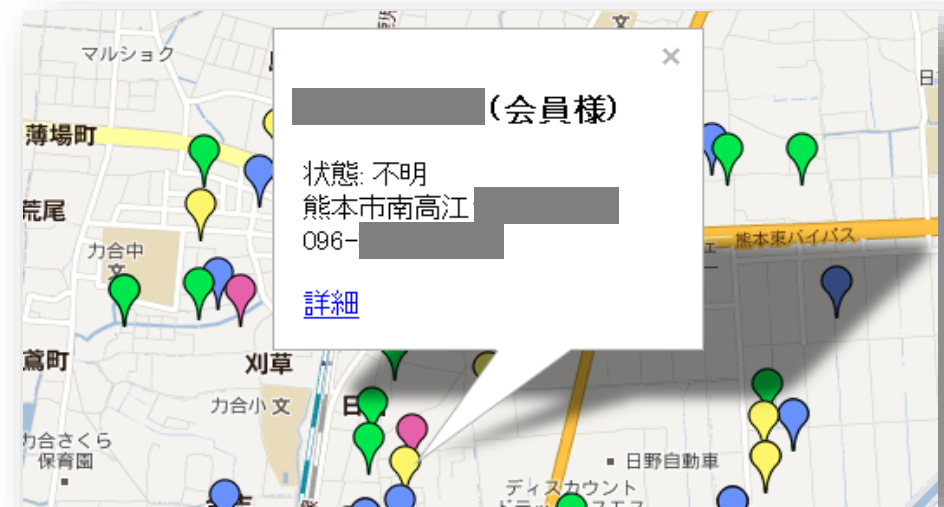 マルショク
文
×
(会員様)
薄場町
状態: 不明
熊本市南高江
荒尾
096-
力合中
文
熊本東バイパス
詳細
刈草
力合小 文
力合さくら
保育園
日野自動車
ディスカウント